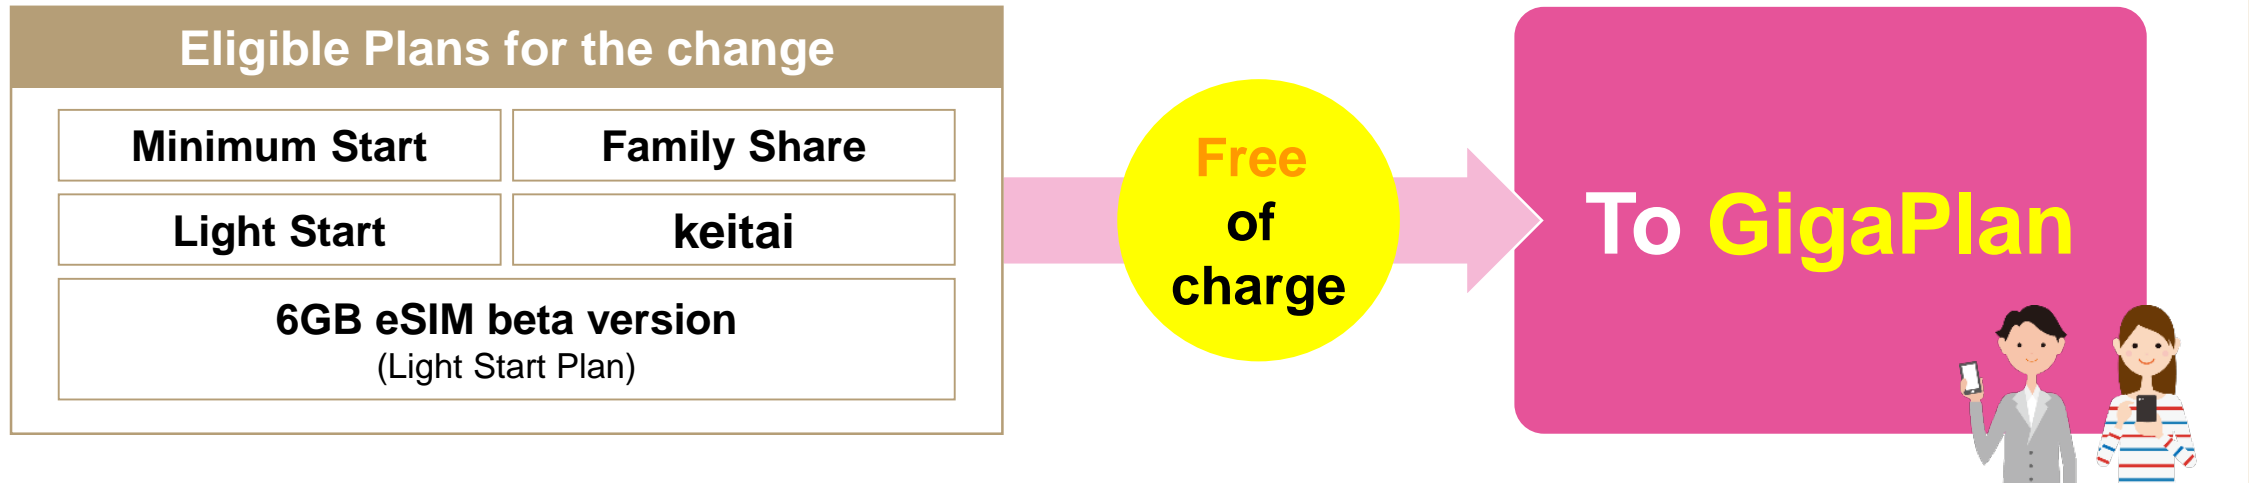 Eligible Plans for the change
Minimum Start
Family Share
Light Start
keitai
6GB eSIM beta version
(Light Start Plan)
Free
of
charge
To GigaPlan